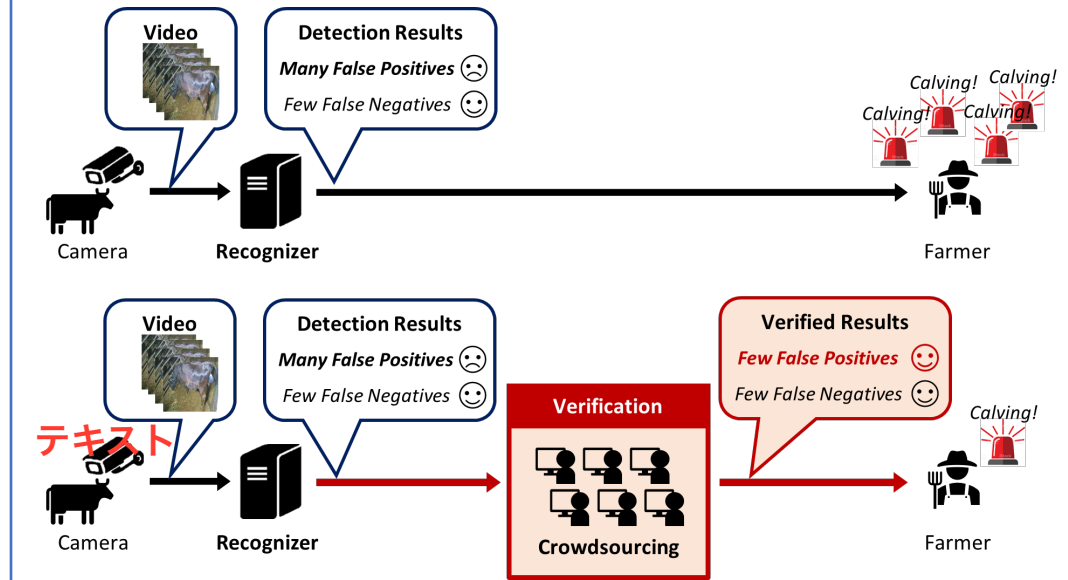 Video
Detection Results
Many False Positives
Few False Negatives
Calving!
Calving!
Calving!
Calving!
Camera
Recognizer
Farmer
Video
Detection Results
Many False Positives
Few False Negatives
Verified Results
Few False Positives
Few False Negatives
Verification
Calving!
テキスト
Crowdsourcing
Camera
Recognizer
Farmer